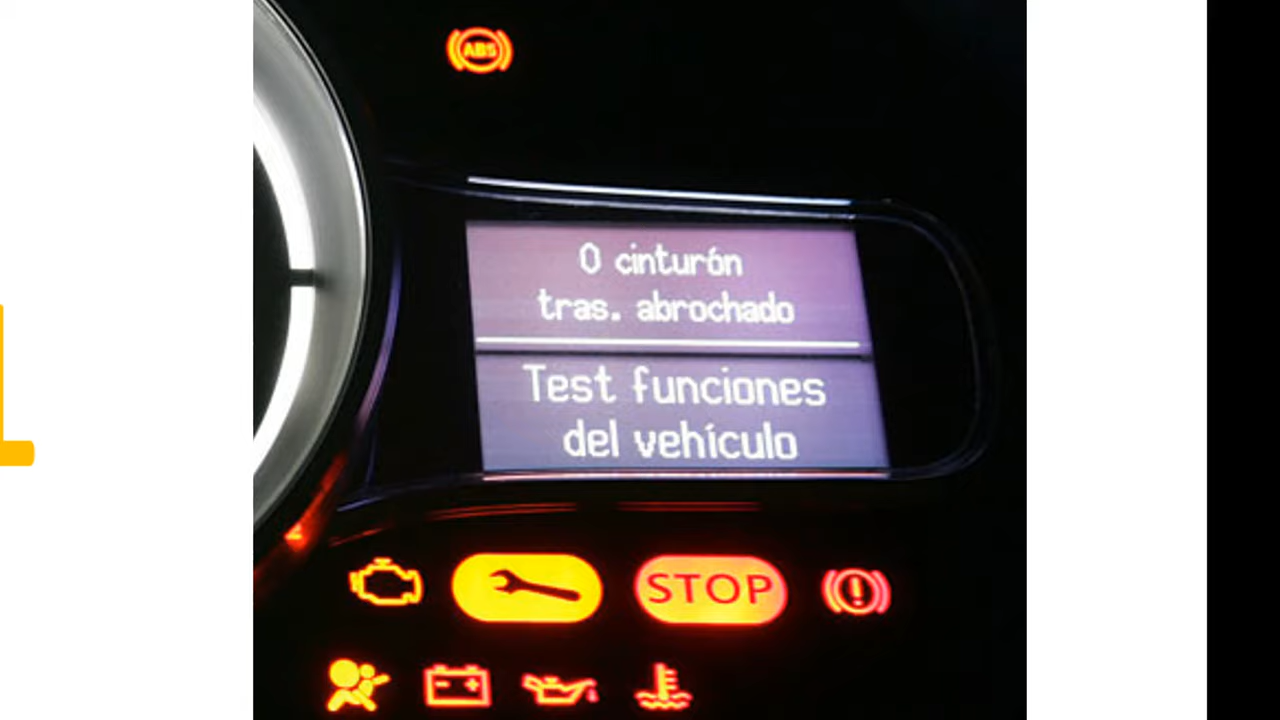 ABS
0 cinturón
tras. abrochado
Test funciones
del vehículo
STOP